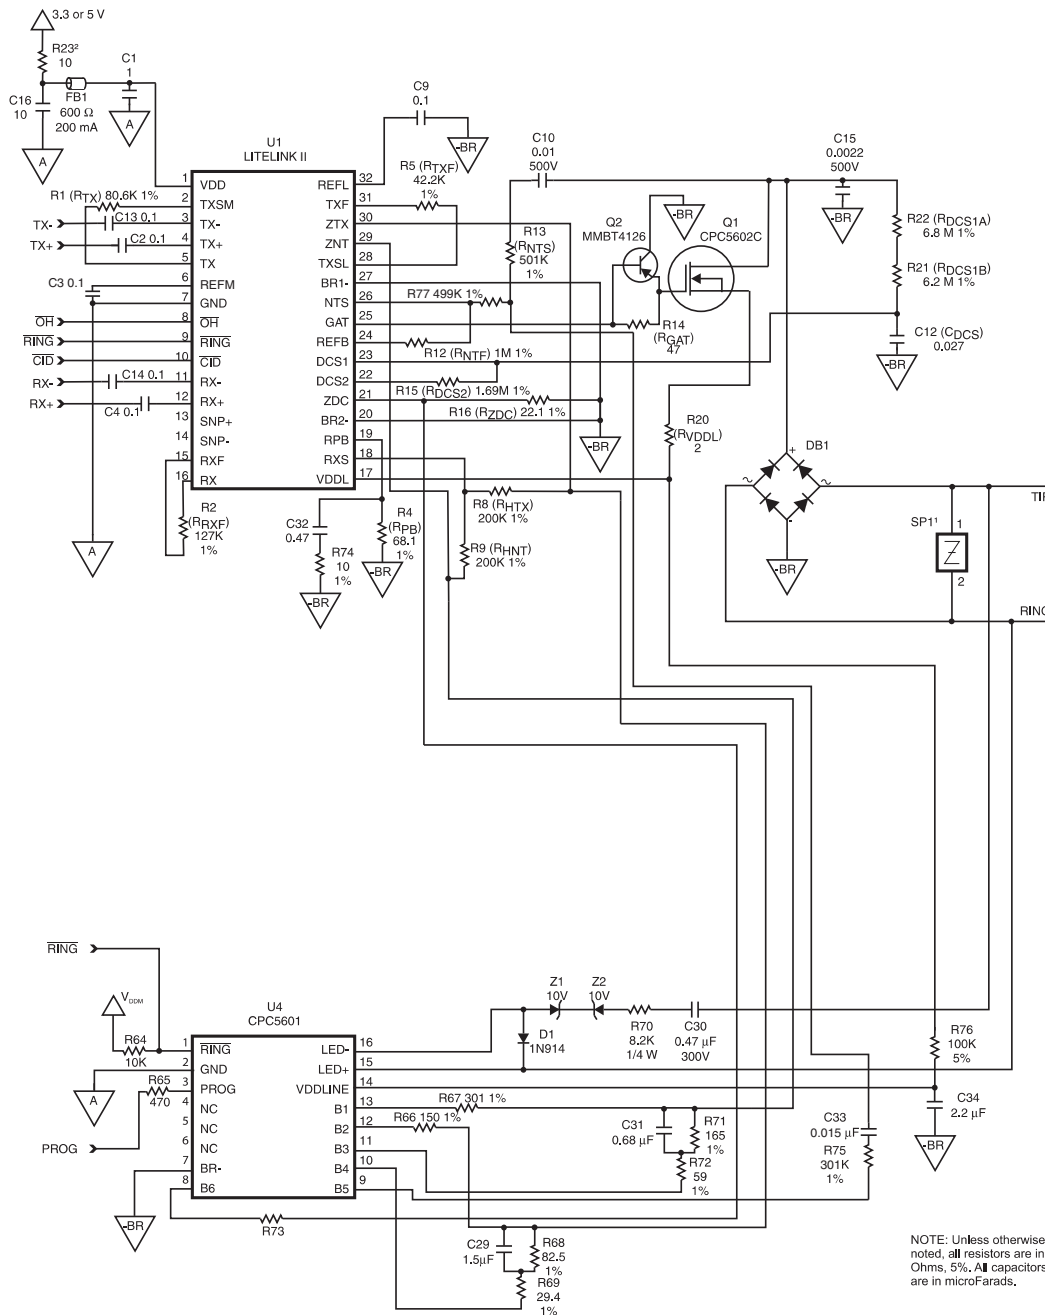 3.3 or 5 V
R23²
10
C1
1
C16
10
FB1
600 Ω
200 mA
A
A
C9
0.1
-BR
U1
LITELINK II
R5 (RTXF)
42.2K
1%
C10
0.01
500V
C15
0.0022
500V
-BR
R1 (RTX) 80.6K 1%
TX-
C13 0.1
TX+
C2 0.1
C3 0.1
OH
RING
CID
RX-
C14 0.1
RX+
C4 0.1
1 VDD
2 TXSM
3 TX-
4 TX+
5 TX
6 REFM
7 GND
8 OH
9 RING
10 CID
11 RX-
12 RX+
13 SNP+
14 SNP-
15 RXF
16 RX
REFL 32
TXF 31
ZTX 30
ZNT 29
TXSL 28
BR1- 27
NTS 26
GAT 25
REFB 24
DCS1 23
DCS2 22
ZDC 21
BR2- 20
RPB 19
RXS 18
VDDL 17
R13
(RNTS)
501K
1%
Q2
MMBT4126
-BR
Q1
CPC5602C
R22 (RDCS1A)
6.8 M 1%
R21 (RDCS1B)
6.2 M 1%
R77 499K 1%
R14
(RGAT)
47
C12 (CDCS)
0.027
-BR
R12 (RNTF) 1M 1%
R15 (RDCS2) 1.69M 1%
R16 (RZDC) 22.1 1%
-BR
R20
(RVDDL)
2
DB1
+
~
~
-
-BR
TIP
SP1¹
1
2
RING
R2
(RRXF)
127K
1%
A
C32
0.47
R74
10
1%
-BR
R4
(RPB)
68.1
1%
-BR
R8 (RHTX)
200K 1%
R9 (RHNT)
200K 1%
RING
VDDM
R64
10K
R65
470
A
PROG
-BR
U4
CPC5601
1 RING
2 GND
3 PROG
4 NC
5 NC
6 NC
7 BR-
8 B6
LED- 16
LED+ 15
VDDLINE 14
B1 13
B2 12
B3 11
B4 10
B5 9
Z1
10V
Z2
10V
D1
1N914
R70
8.2K
1/4 W
C30
0.47 µF
300V
R76
100K
5%
C34
2.2 µF
-BR
R67 301 1%
R66 150 1%
C31
0.68 µF
R71
165
1%
R72
59
1%
C33
0.015 µF
R75
301K
1%
R73
C29
1.5µF
R68
82.5
1%
R69
29.4
1%
NOTE: Unless otherwise
noted, all resistors are in
Ohms, 5%. All capacitors
are in microFarads.